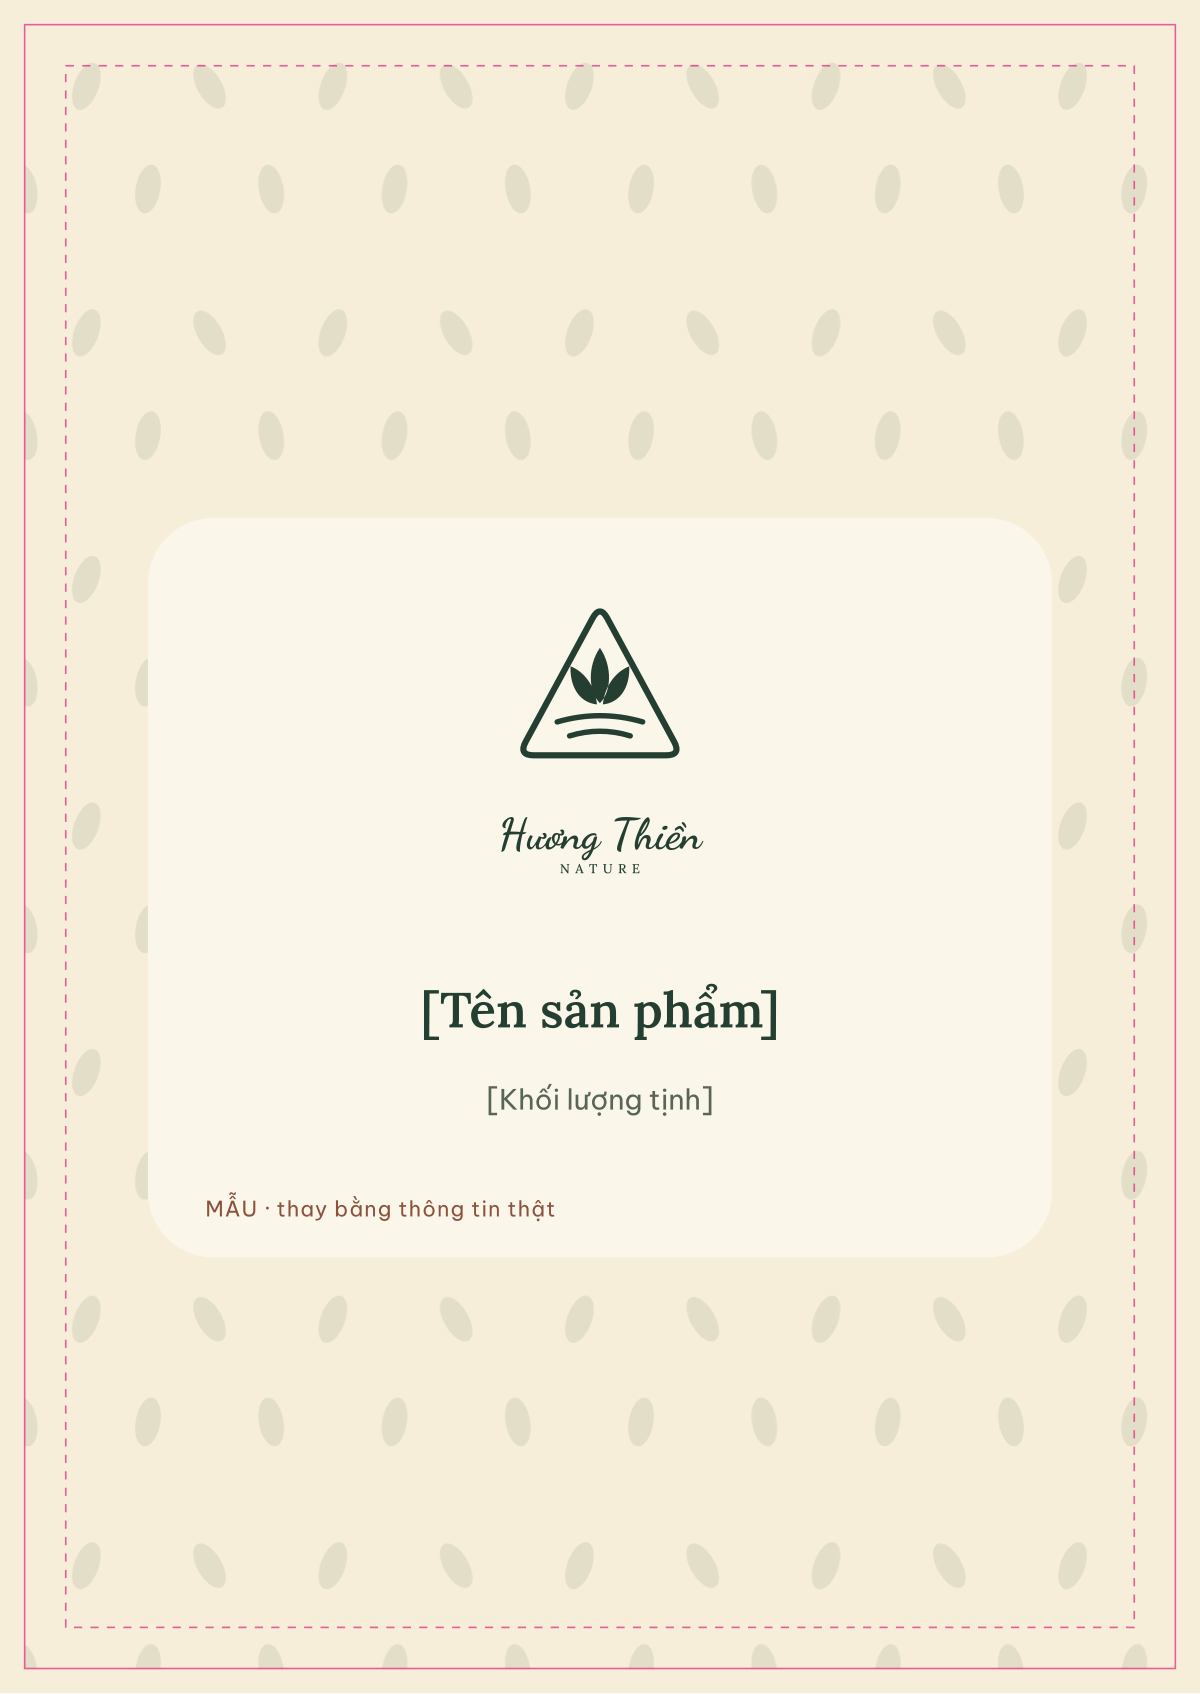 Hương Thiền
NATURE
[Tên sản phẩm]
[Khối lượng tịnh]
MẪU · thay bằng thông tin thật